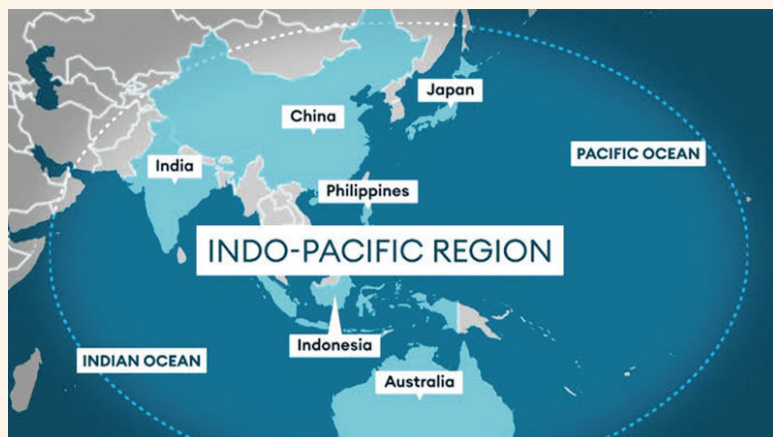 Japan
China
PACIFIC OCEAN
India
Philippines
INDO-PACIFIC REGION
Indonesia
INDIAN OCEAN
Australia